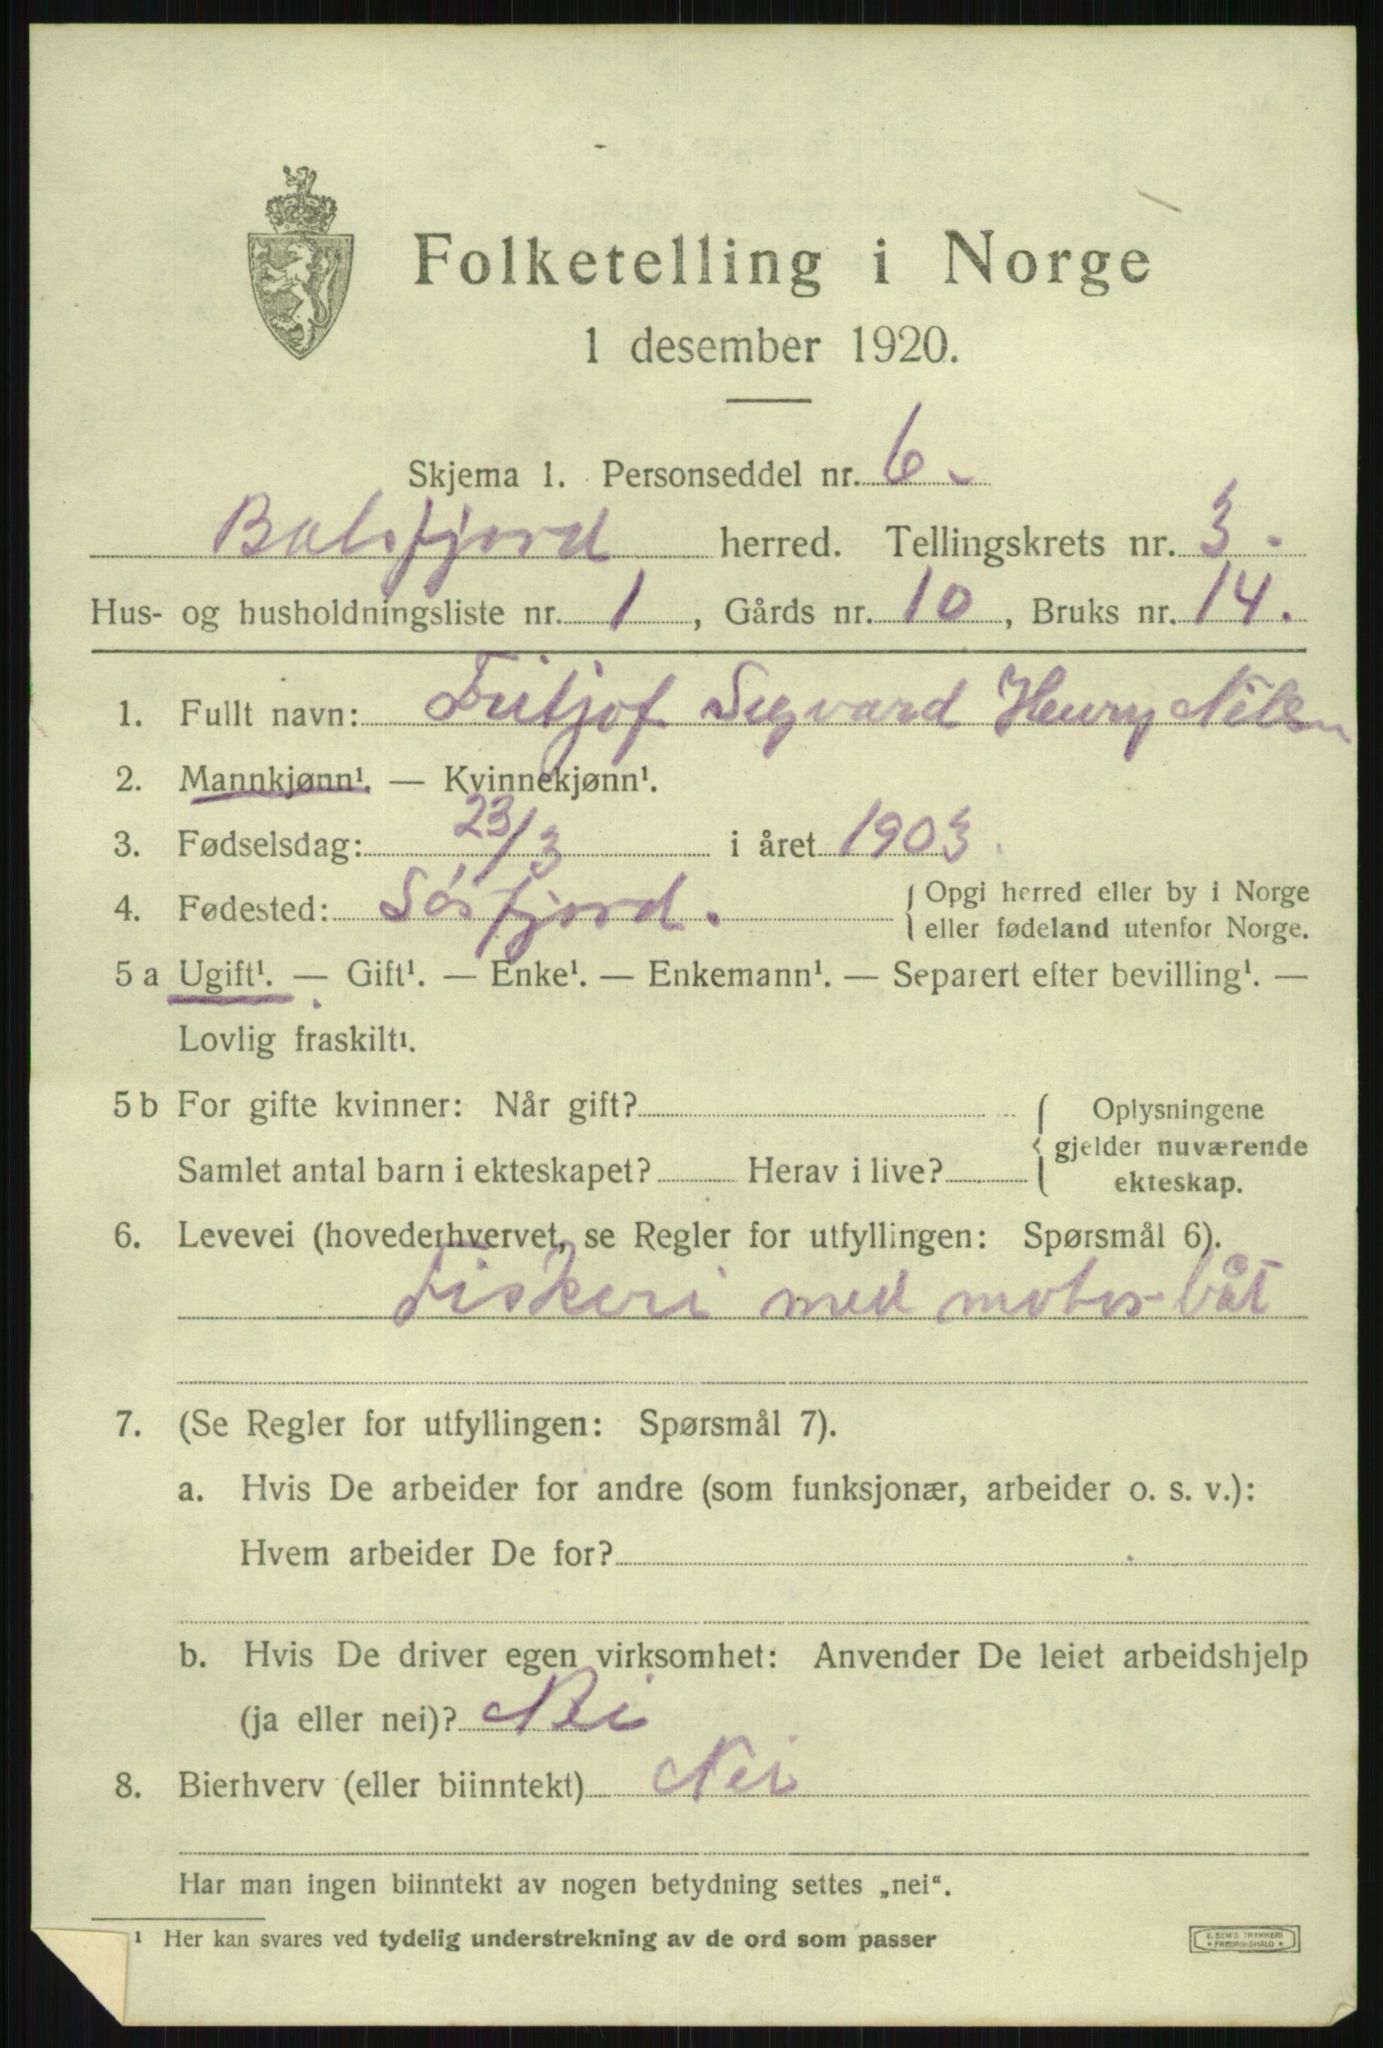 Folketelling i Norge
1 desember 1920.
Skjema 1. Personseddel nr. 6.
Balsfjord herred. Tellingskrets nr. 3.
Hus- og husholdningsliste nr. 1, Gårds nr. 10, Bruks nr. 14.
1. Fullt navn: Fritjof Sigvard Henry Nilsen
2. Mannkjønn¹. — Kvinnekjønn¹.
3. Fødselsdag: 23/3 i året 1903.
4. Fødested: Sørfjord. Opgi herred eller by i Norge
eller fødeland utenfor Norge.
5 a Ugift¹. — Gift¹. — Enke¹. — Enkemann¹. — Separert efter bevilling¹. —
Lovlig fraskilt¹.
5 b For gifte kvinner: Når gift? Oplysningene
gjelder nuværende
Samlet antal barn i ekteskapet? Herav i live? ekteskap.
6. Levevei (hovederhvervet, se Regler for utfyllingen: Spørsmål 6).
Fiskeri med motor-båt
7. (Se Regler for utfyllingen: Spørsmål 7).
a. Hvis De arbeider for andre (som funksjonær, arbeider o. s. v.):
Hvem arbeider De for?
b. Hvis De driver egen virksomhet: Anvender De leiet arbeidshjelp
(ja eller nei)? Nei
8. Bierhverv (eller biinntekt) Nei
Har man ingen biinntekt av nogen betydning settes „nei“.
¹ Her kan svares ved tydelig understrekning av de ord som passer
E. SEM'S TRYKKERI
• FREDRIKSHALD •